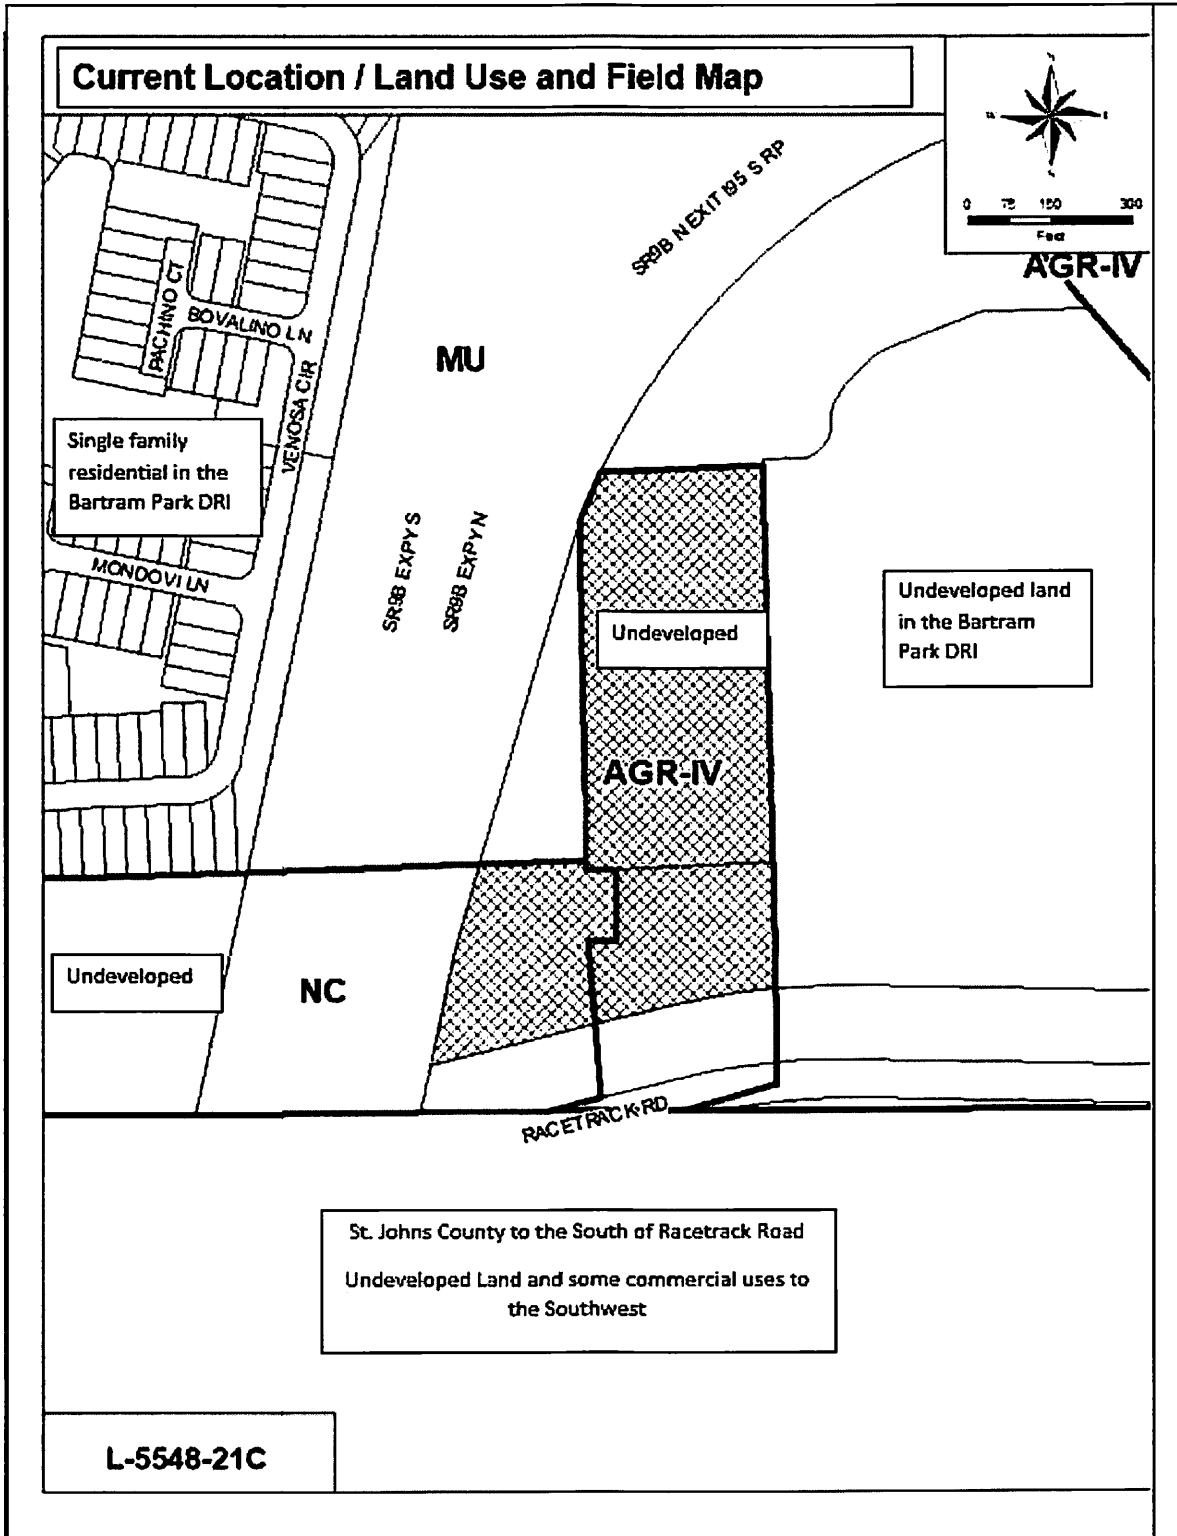 Current Location / Land Use and Field Map
N
W
S
0 75 150 300
Feet
AGR-IV
SR9B N EXIT I95 S RP
PACHINO CT
BOVALINO LN
VENOSA CIR
MU
Single family
residential in the
Bartram Park DRI
MONDOVI LN
SR9B EXPY S
SR9B EXPY N
Undeveloped
Undeveloped land
in the Bartram
Park DRI
AGR-IV
Undeveloped
NC
RACETRACK RD
St. Johns County to the South of Racetrack Road
Undeveloped Land and some commercial uses to
the Southwest
L-5548-21C